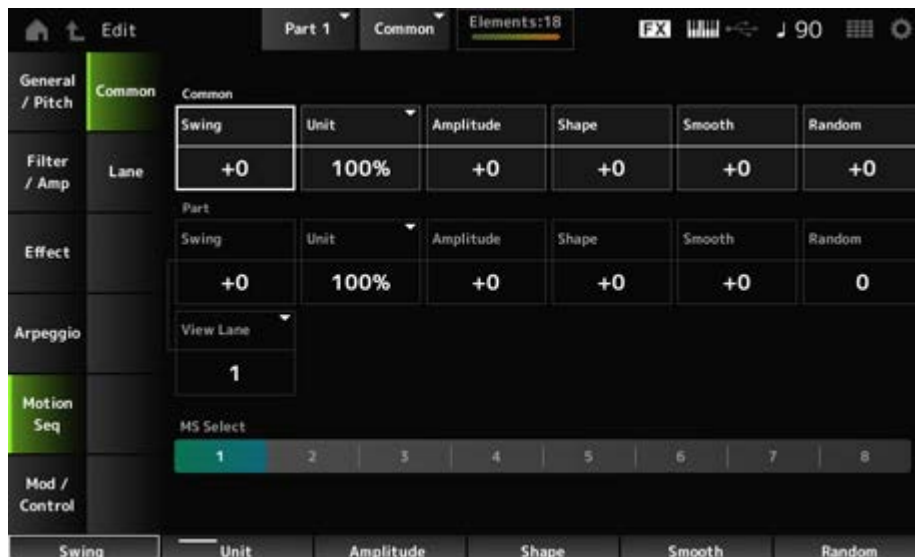 Edit
Part 1 Common Elements:18 FX ♩ 90
General / Pitch
Common
Filter / Amp
Lane
Effect
Arpeggio
Motion Seq
Mod / Control
Common
Swing Unit Amplitude Shape Smooth Random
+0 100% +0 +0 +0 +0
Part
Swing Unit Amplitude Shape Smooth Random
+0 100% +0 +0 +0 0
View Lane
1
MS Select
1 2 3 4 5 6 7 8
Swing Unit Amplitude Shape Smooth Random